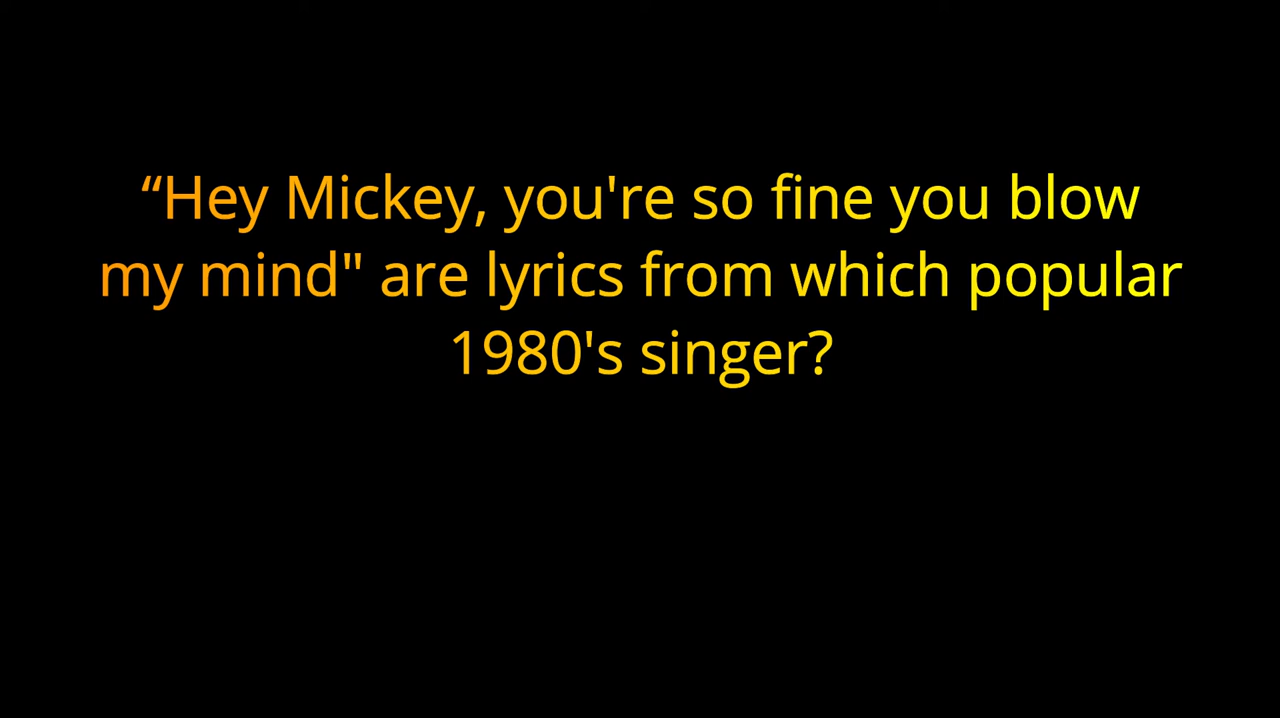 “Hey Mickey, you're so fine you blow
my mind" are lyrics from which popular
1980's singer?